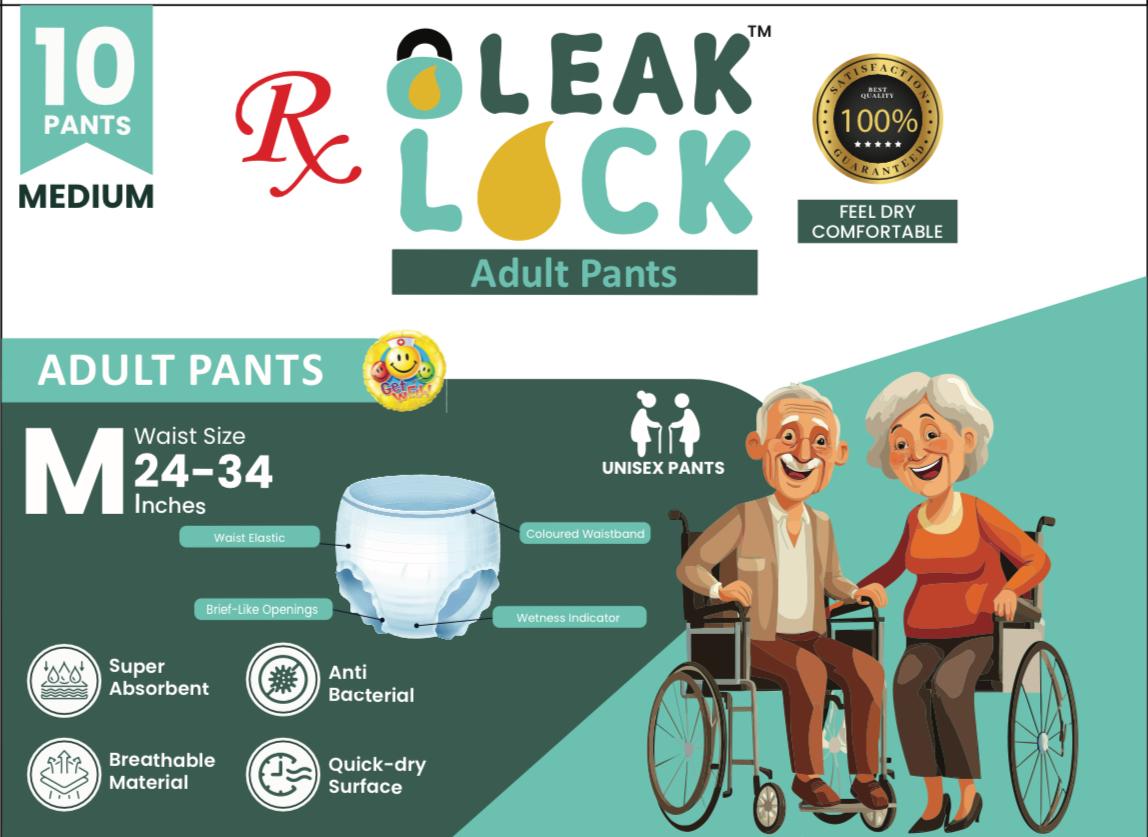 10
PANTS
MEDIUM
Rx
LEAK™
LOCK
Adult Pants
SATISFACTION
BEST
QUALITY
100%
GUARANTEED
FEEL DRY
COMFORTABLE
ADULT PANTS
Get
Well!
M
Waist Size
24-34
Inches
UNISEX PANTS
Waist Elastic
Coloured Waistband
Brief-Like Openings
Wetness Indicator
Super
Absorbent
Anti
Bacterial
Breathable
Material
Quick-dry
Surface